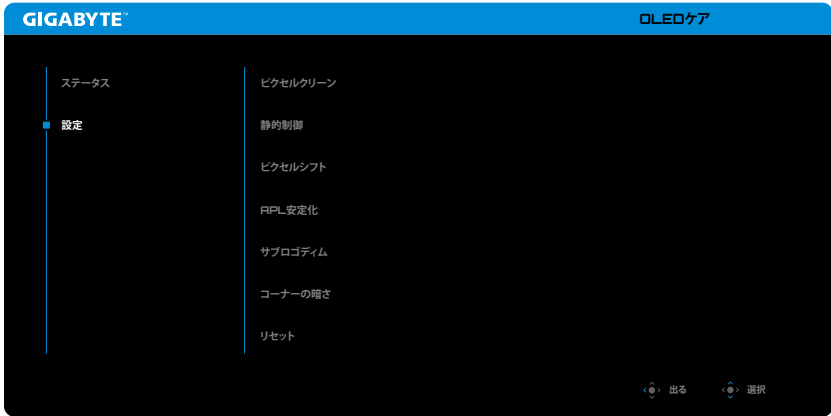 GIGABYTE™
OLEDケア
ステータス
設定
ピクセルクリーン
静的制御
ピクセルシフト
APL安定化
サブロゴディム
コーナーの暗さ
リセット
出る
選択